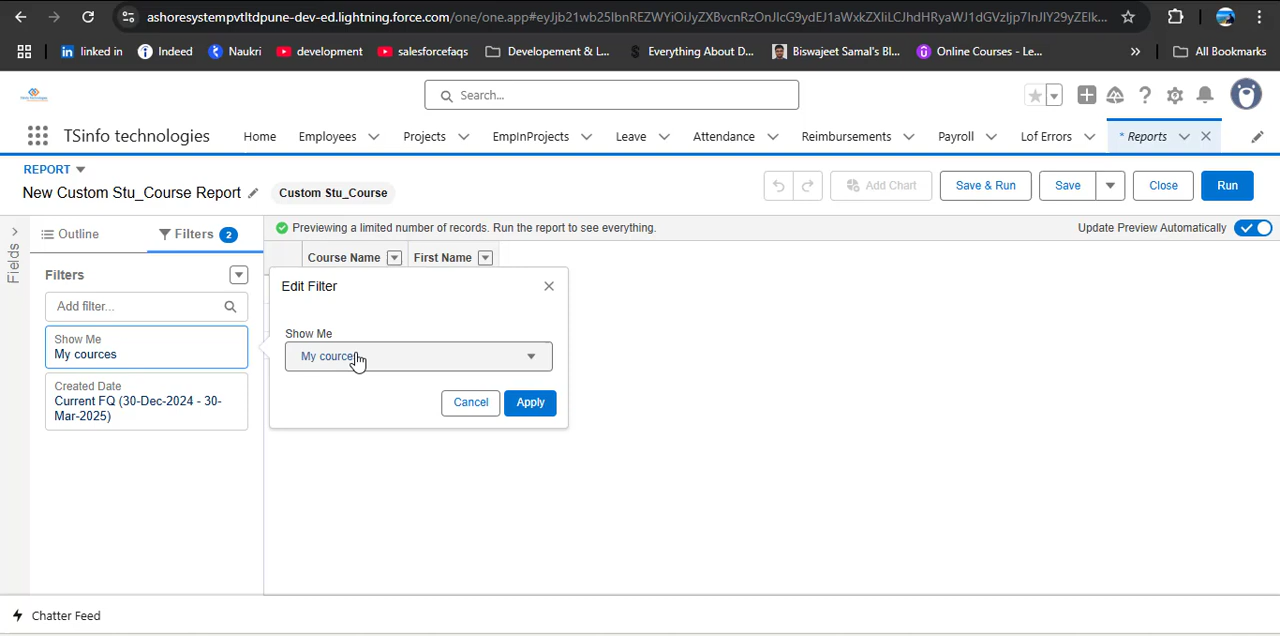 ashoresystempvtltdpune-dev-ed.lightning.force.com/one/one.app#eyJjb21wb25lbnREZWYiOiJyZXBvcnRzOnJlcG9ydEJ1aWxkZXIiLCJhdHRyaWJ1dGVzIjp7InJlY29yZElk...
linked in
Indeed
Naukri
development
salesforcefaqs
Developement & L...
Everything About D...
Biswajeet Samal's Bl...
Online Courses - Le...
»
All Bookmarks
Search...
TSinfo technologies
Home
Employees
Projects
EmpInProjects
Leave
Attendance
Reimbursements
Payroll
Lof Errors
* Reports
REPORT
New Custom Stu_Course Report
Custom Stu_Course
Add Chart
Save & Run
Save
Close
Run
Fields
Outline
Filters 2
Previewing a limited number of records. Run the report to see everything.
Update Preview Automatically
Filters
Add filter...
Show Me
My cources
Created Date
Current FQ (30-Dec-2024 - 30-
Mar-2025)
Course Name
First Name
Edit Filter
Show Me
My cources
Cancel
Apply
Chatter Feed